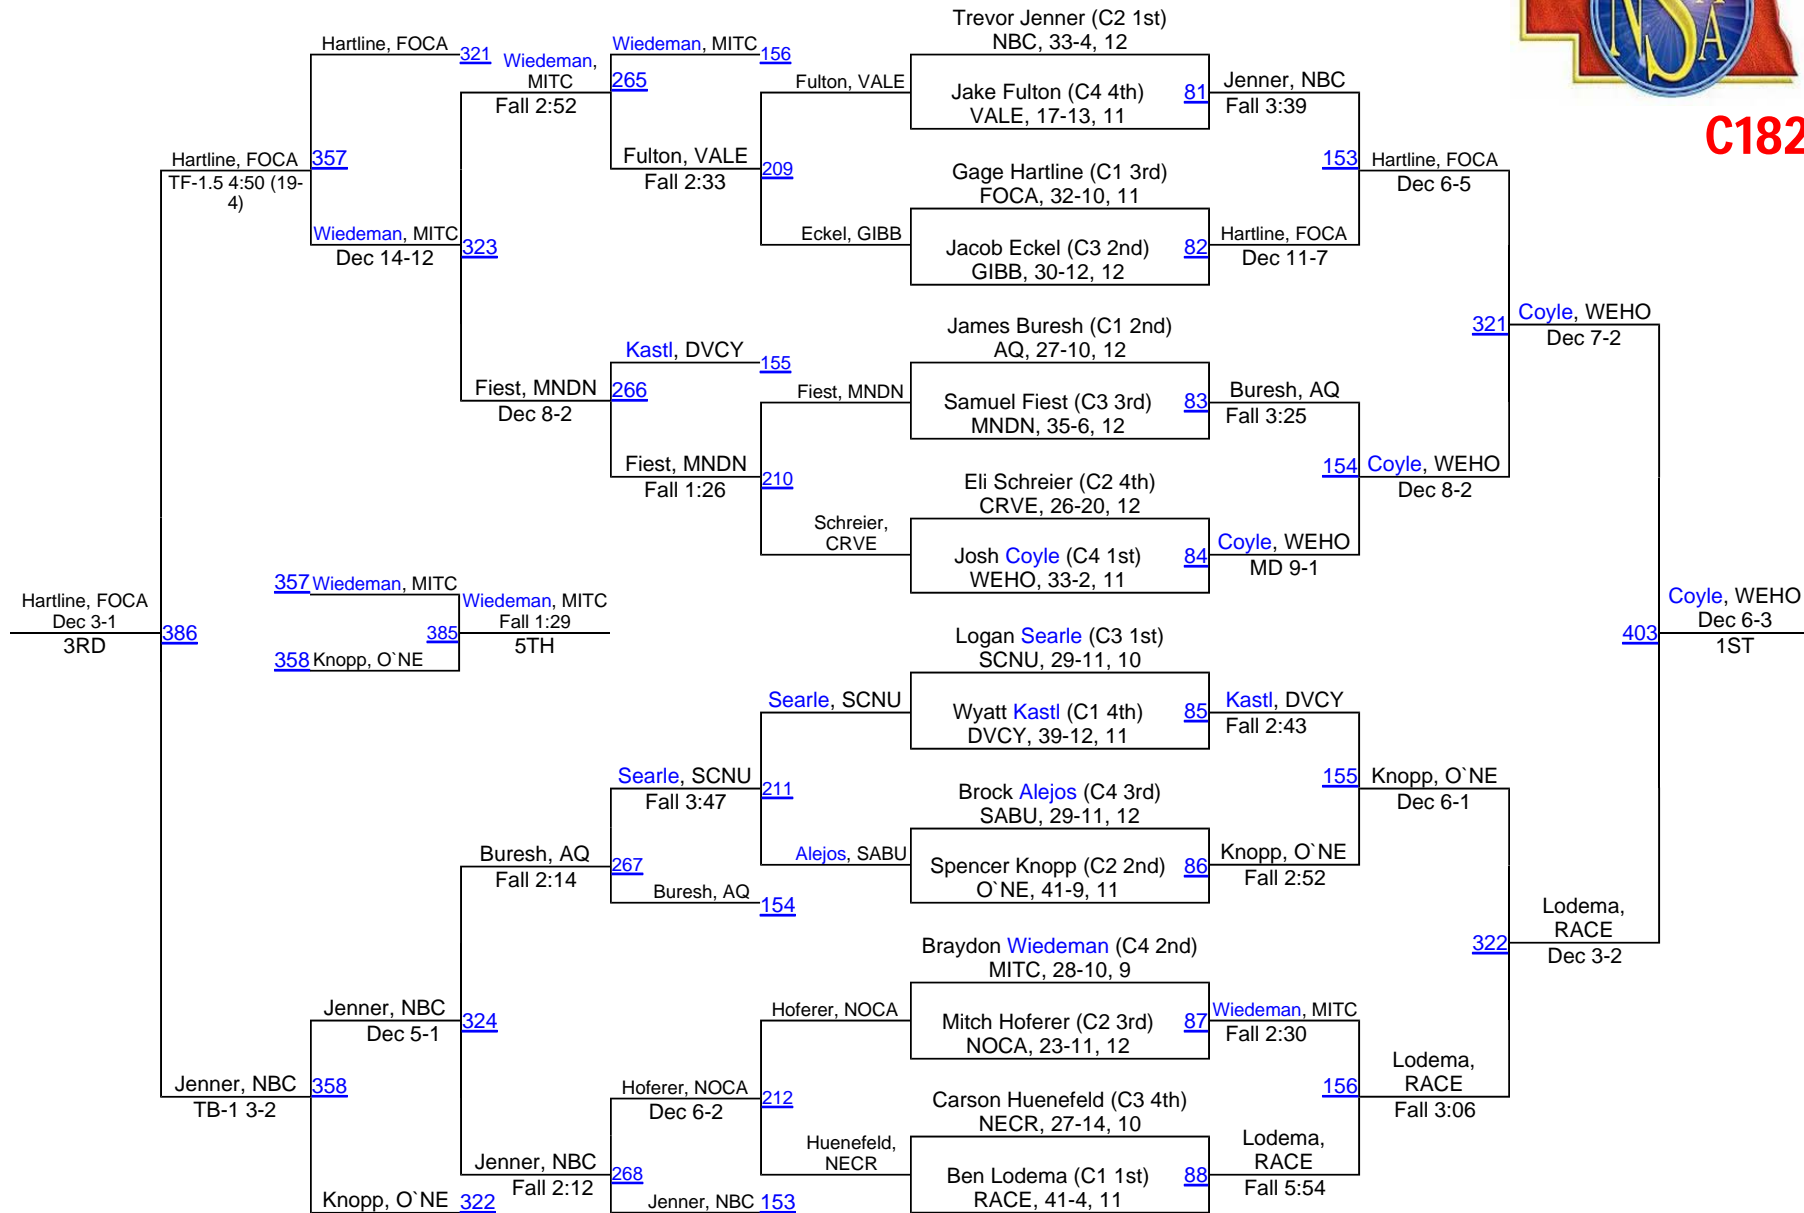 NSAA
C182
Trevor Jenner (C2 1st)
NBC, 33-4, 12
Jake Fulton (C4 4th)
VALE, 17-13, 11
81
Gage Hartline (C1 3rd)
FOCA, 32-10, 11
Jacob Eckel (C3 2nd)
GIBB, 30-12, 12
82
James Buresh (C1 2nd)
AQ, 27-10, 12
Samuel Fiest (C3 3rd)
MNDN, 35-6, 12
83
Eli Schreier (C2 4th)
CRVE, 26-20, 12
Josh Coyle (C4 1st)
WEHO, 33-2, 11
84
Logan Searle (C3 1st)
SCNU, 29-11, 10
Wyatt Kastl (C1 4th)
DVCY, 39-12, 11
85
Brock Alejos (C4 3rd)
SABU, 29-11, 12
Spencer Knopp (C2 2nd)
O`NE, 41-9, 11
86
Braydon Wiedeman (C4 2nd)
MITC, 28-10, 9
Mitch Hoferer (C2 3rd)
NOCA, 23-11, 12
87
Carson Huenefeld (C3 4th)
NECR, 27-14, 10
Ben Lodema (C1 1st)
RACE, 41-4, 11
88
Jenner, NBC
Fall 3:39
153
Hartline, FOCA
Dec 11-7
Buresh, AQ
Fall 3:25
154
Coyle, WEHO
MD 9-1
Kastl, DVCY
Fall 2:43
155
Knopp, O`NE
Fall 2:52
Wiedeman, MITC
Fall 2:30
156
Lodema,
RACE
Fall 5:54
Hartline, FOCA
Dec 6-5
321
Coyle, WEHO
Dec 8-2
Knopp, O`NE
Dec 6-1
322
Lodema,
RACE
Fall 3:06
Coyle, WEHO
Dec 7-2
403
Lodema,
RACE
Dec 3-2
Coyle, WEHO
Dec 6-3
1ST
Fulton, VALE
209
Eckel, GIBB
Fiest, MNDN
210
Schreier,
CRVE
Searle, SCNU
211
Alejos, SABU
Hoferer, NOCA
212
Huenefeld,
NECR
Wiedeman, MITC 156
265
Fulton, VALE
Fall 2:33
Kastl, DVCY 155
266
Fiest, MNDN
Fall 1:26
Searle, SCNU
Fall 3:47
267
Buresh, AQ 154
Hoferer, NOCA
Dec 6-2
268
Jenner, NBC 153
Wiedeman,
MITC
Fall 2:52
323
Fiest, MNDN
Dec 8-2
Buresh, AQ
Fall 2:14
324
Jenner, NBC
Fall 2:12
Hartline, FOCA 321
357
Wiedeman, MITC
Dec 14-12
Jenner, NBC
Dec 5-1
358
Knopp, O`NE 322
Hartline, FOCA
TF-1.5 4:50 (19-
4)
386
Jenner, NBC
TB-1 3-2
Hartline, FOCA
Dec 3-1
3RD
357 Wiedeman, MITC
385
358 Knopp, O`NE
Wiedeman, MITC
Fall 1:29
5TH